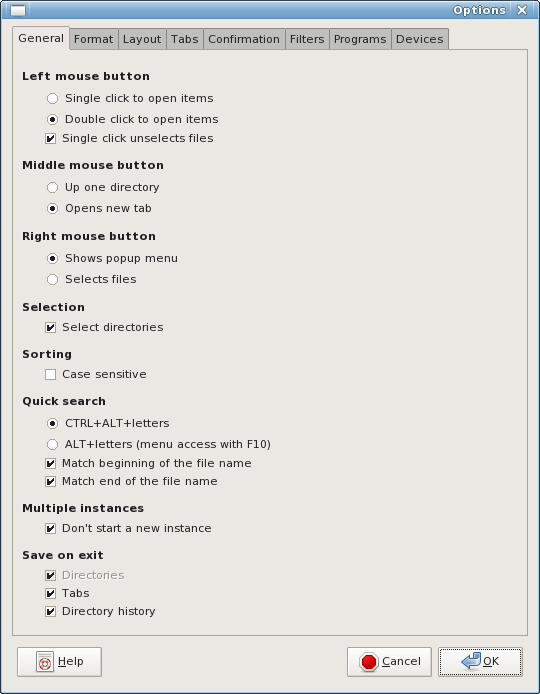 Options
General Format Layout Tabs Confirmation Filters Programs Devices
Left mouse button
Single click to open items
Double click to open items
Single click unselects files
Middle mouse button
Up one directory
Opens new tab
Right mouse button
Shows popup menu
Selects files
Selection
Select directories
Sorting
Case sensitive
Quick search
CTRL+ALT+letters
ALT+letters (menu access with F10)
Match beginning of the file name
Match end of the file name
Multiple instances
Don't start a new instance
Save on exit
Directories
Tabs
Directory history
Help Cancel OK